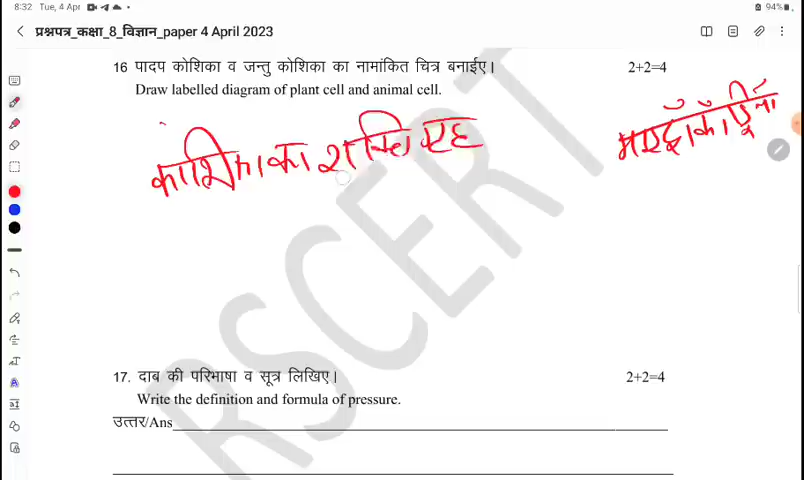 8:32 Tue, 4 Apr
94%
प्रश्नपत्र_कक्षा_8_विज्ञान_paper 4 April 2023
16 पादप कोशिका व जन्तु कोशिका का नामांकित चित्र बनाईए। 2+2=4
Draw labelled diagram of plant cell and animal cell.
RSCERT
17. दाब की परिभाषा व सूत्र लिखिए। 2+2=4
Write the definition and formula of pressure.
उत्तर/Ans